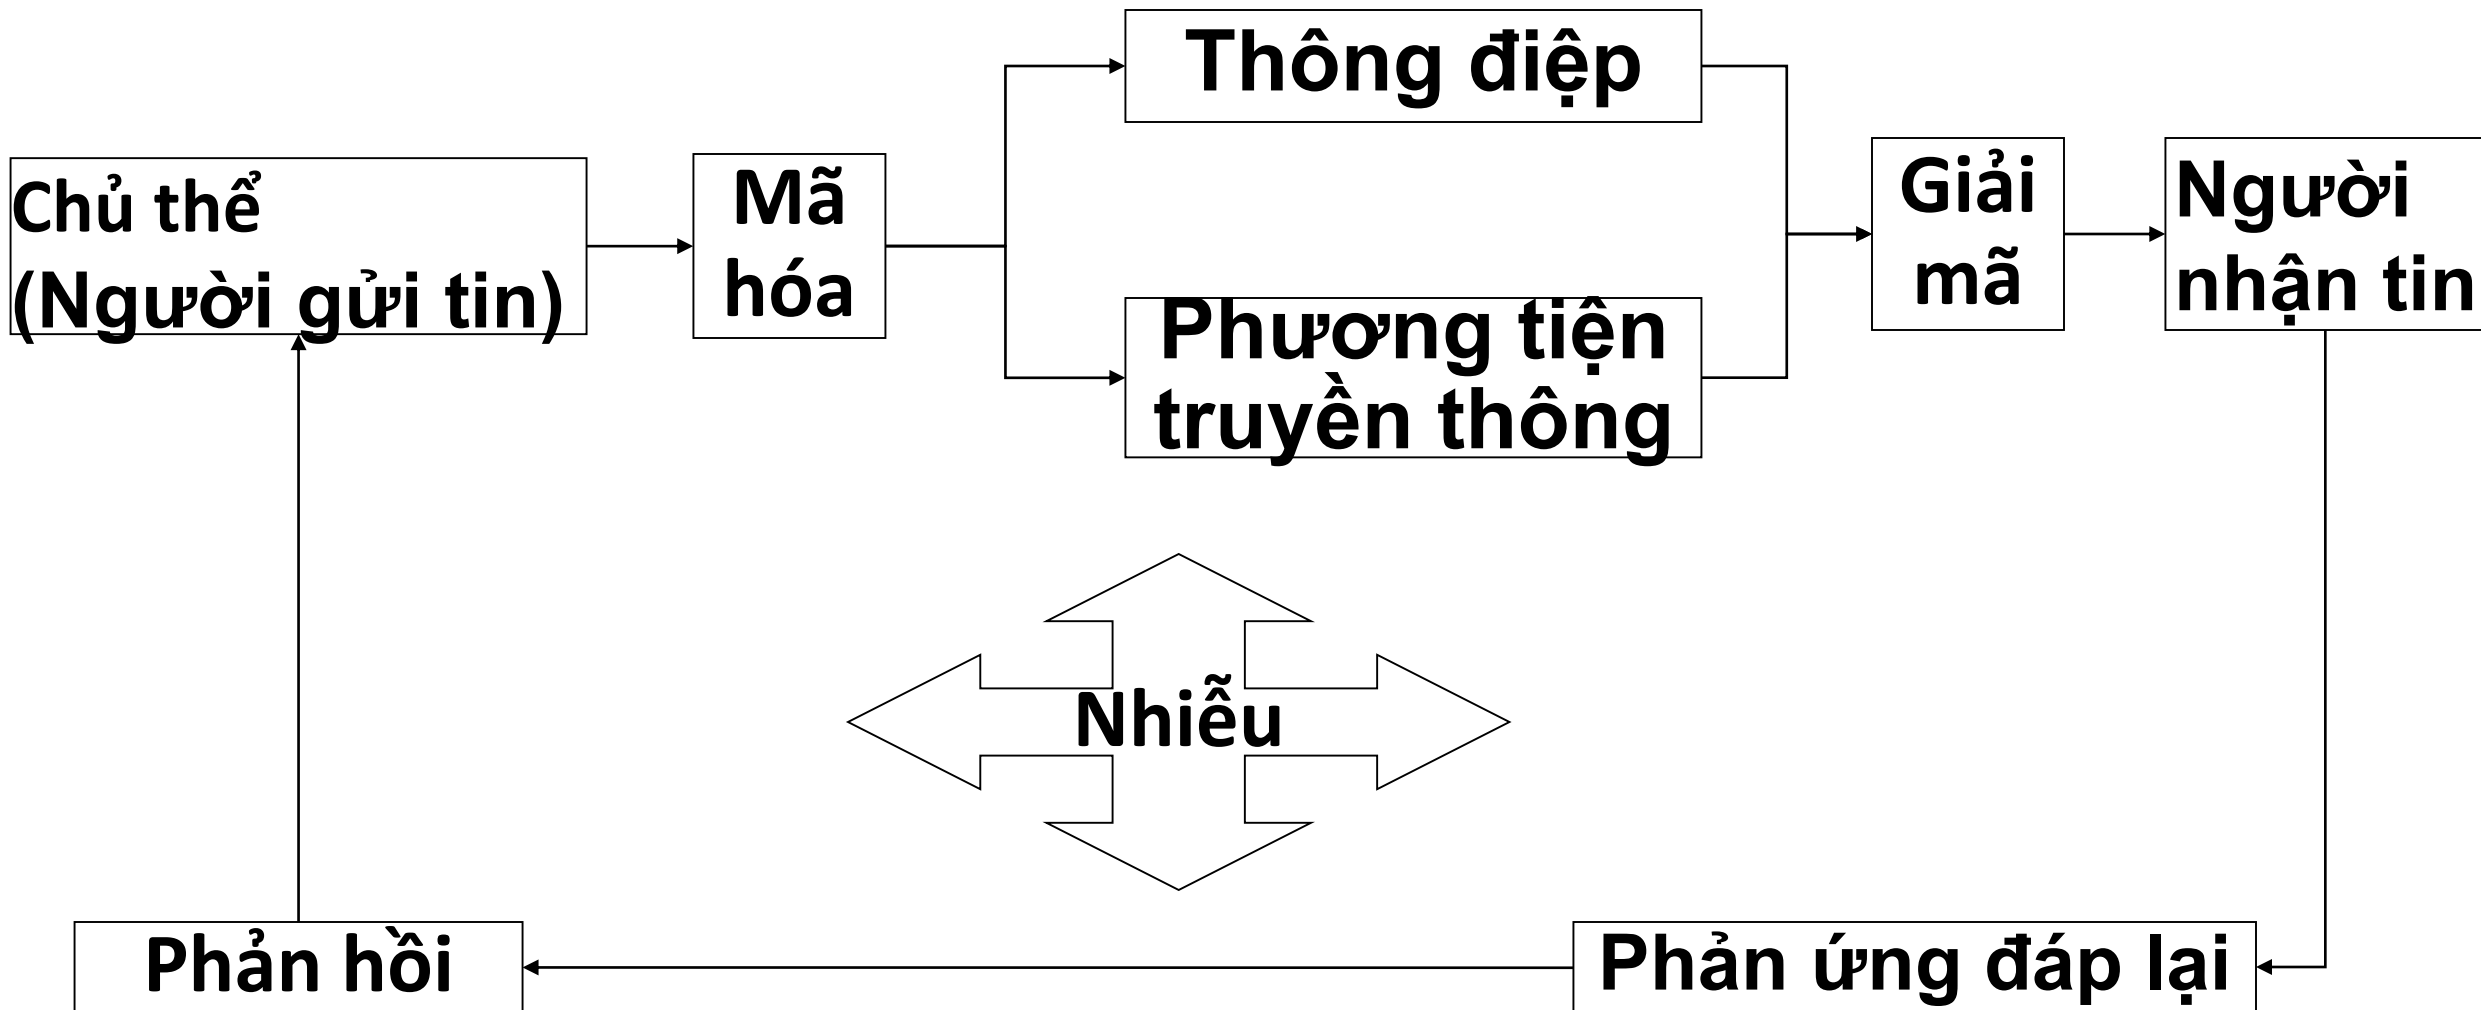 Thông điệp
Chủ thể
(Người gửi tin)
Mã
hóa
Phương tiện
truyền thông
Giải
mã
Người
nhận tin
Nhiễu
Phản hồi
Phản ứng đáp lại